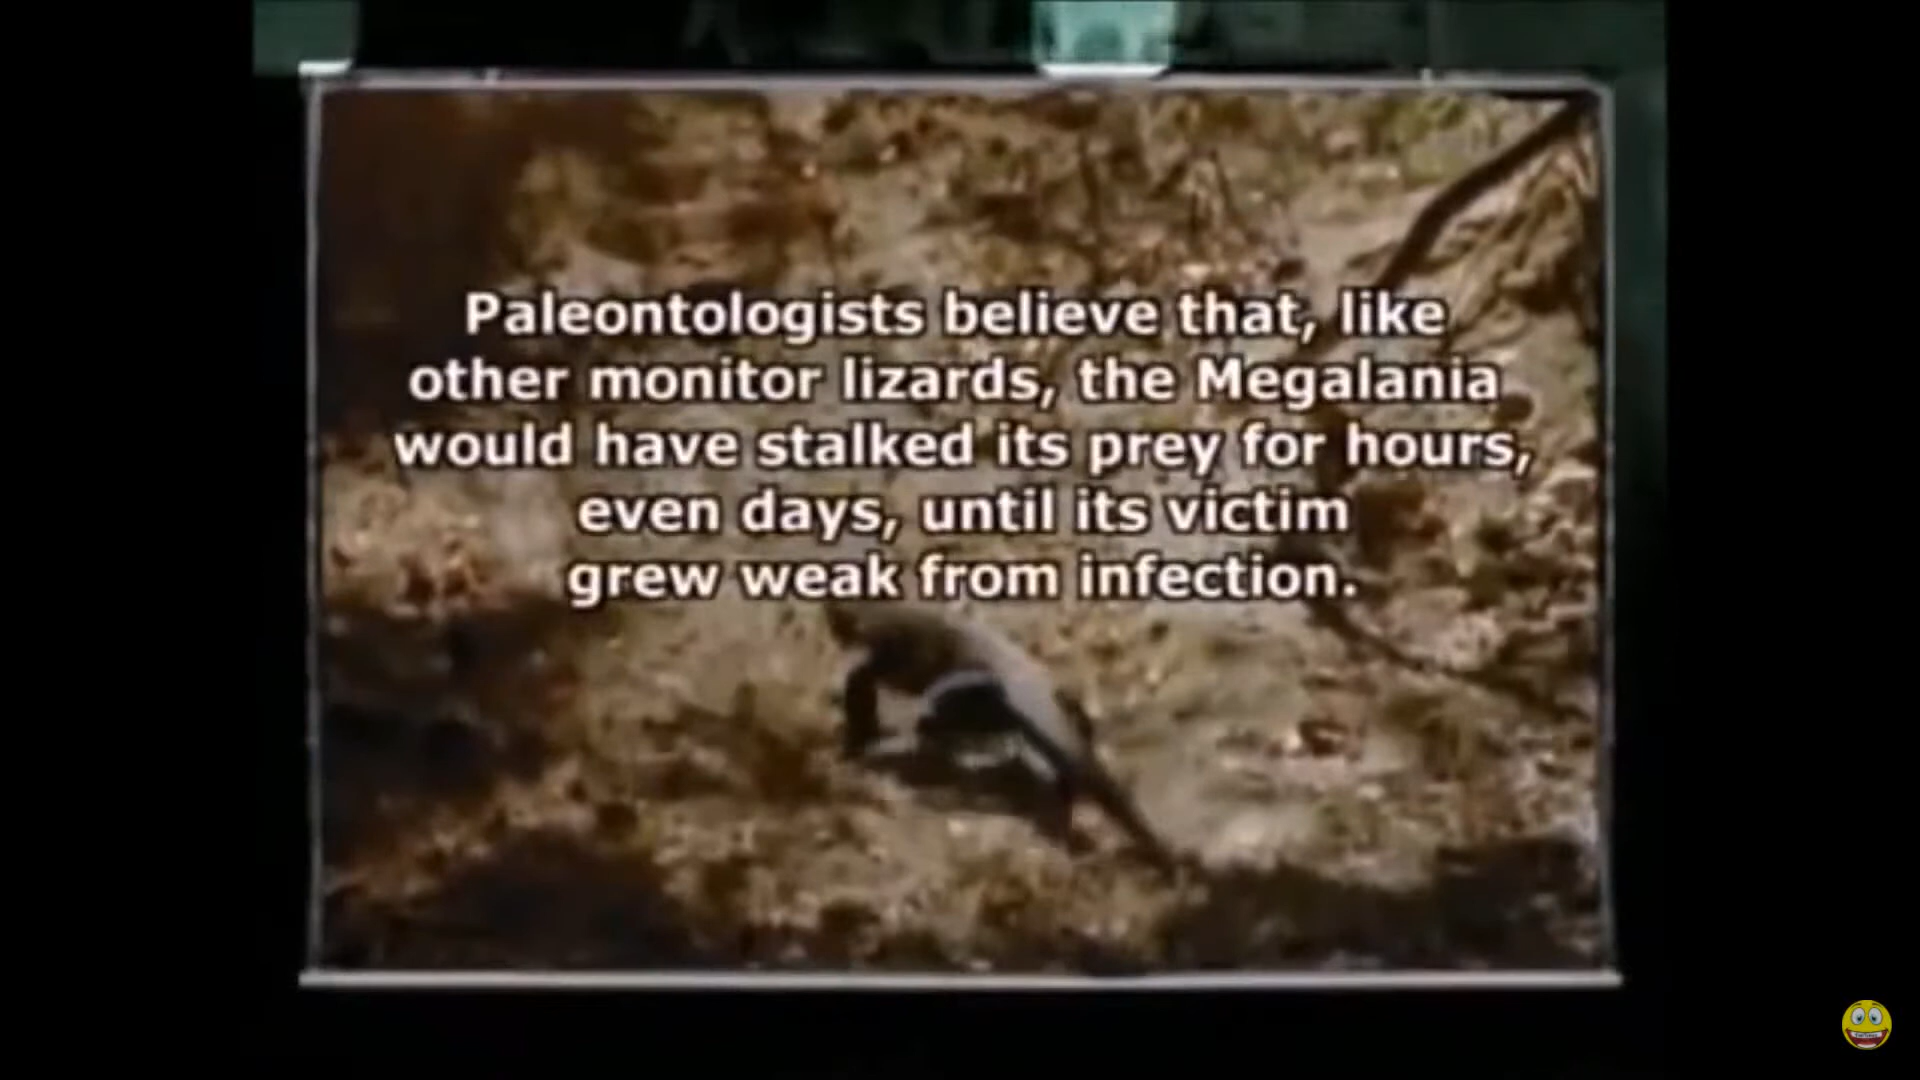 Paleontologists believe that, like
other monitor lizards, the Megalania
would have stalked its prey for hours,
even days, until its victim
grew weak from infection.